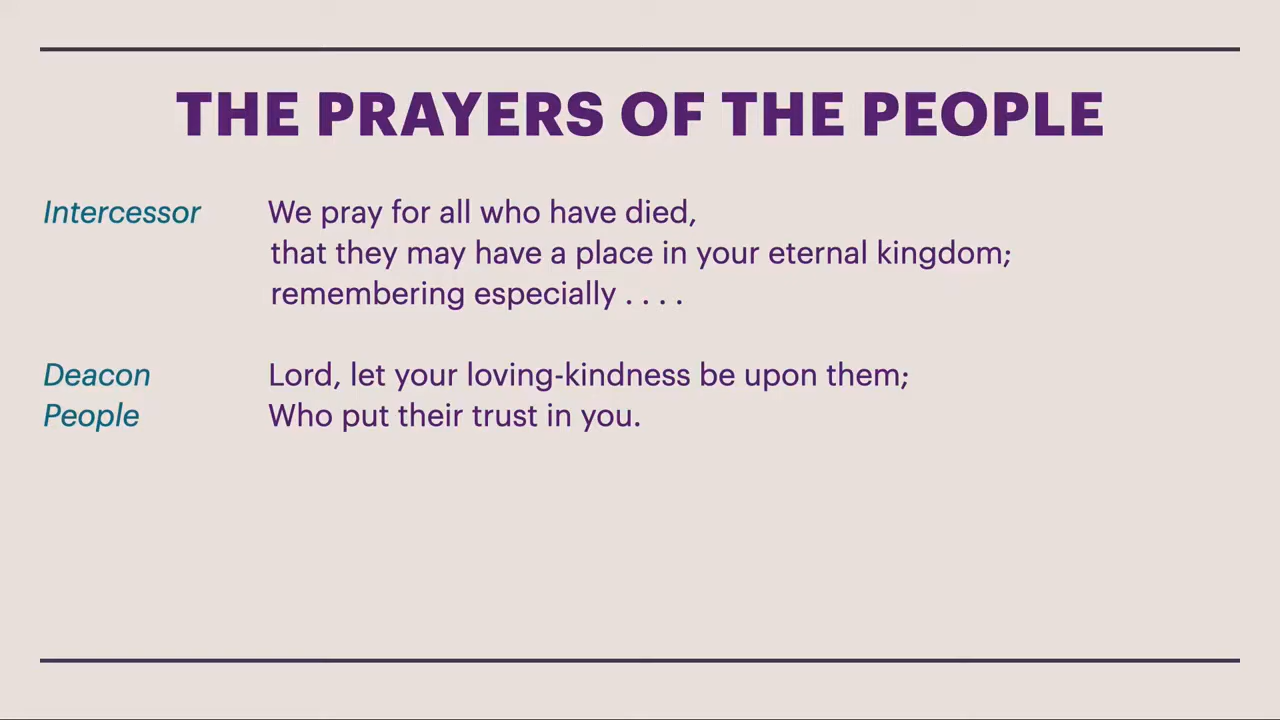 THE PRAYERS OF THE PEOPLE
Intercessor We pray for all who have died,
that they may have a place in your eternal kingdom;
remembering especially . . . .
Deacon Lord, let your loving-kindness be upon them;
People Who put their trust in you.